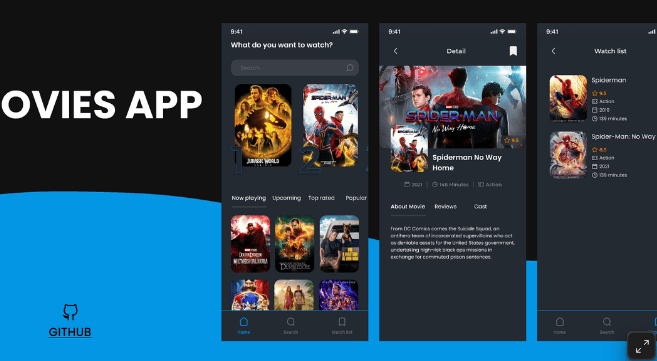 OVIES APP
GITHUB
9:41
What do you want to watch?
Search
JURASSIC WORLD
SPIDER-MAN
Now playing Upcoming Top rated Popular
Home Search Watch list
9:41
Detail
SPIDER-MAN
NO WAY HOME
9.5
Spiderman No Way
Home
2021 148 Minutes Action
About Movie Reviews Cast
From DC Comics comes the Suicide Squad, an
antihero team of incarcerated supervillains who act
as deniable assets for the United States government,
undertaking high-risk black ops missions in
exchange for commuted prison sentences.
9:41
Watch list
Spiderman
9.5
Action
2019
139 minutes
Spider-Man: No Way
8.5
Action
2021
139 minutes
Home Search